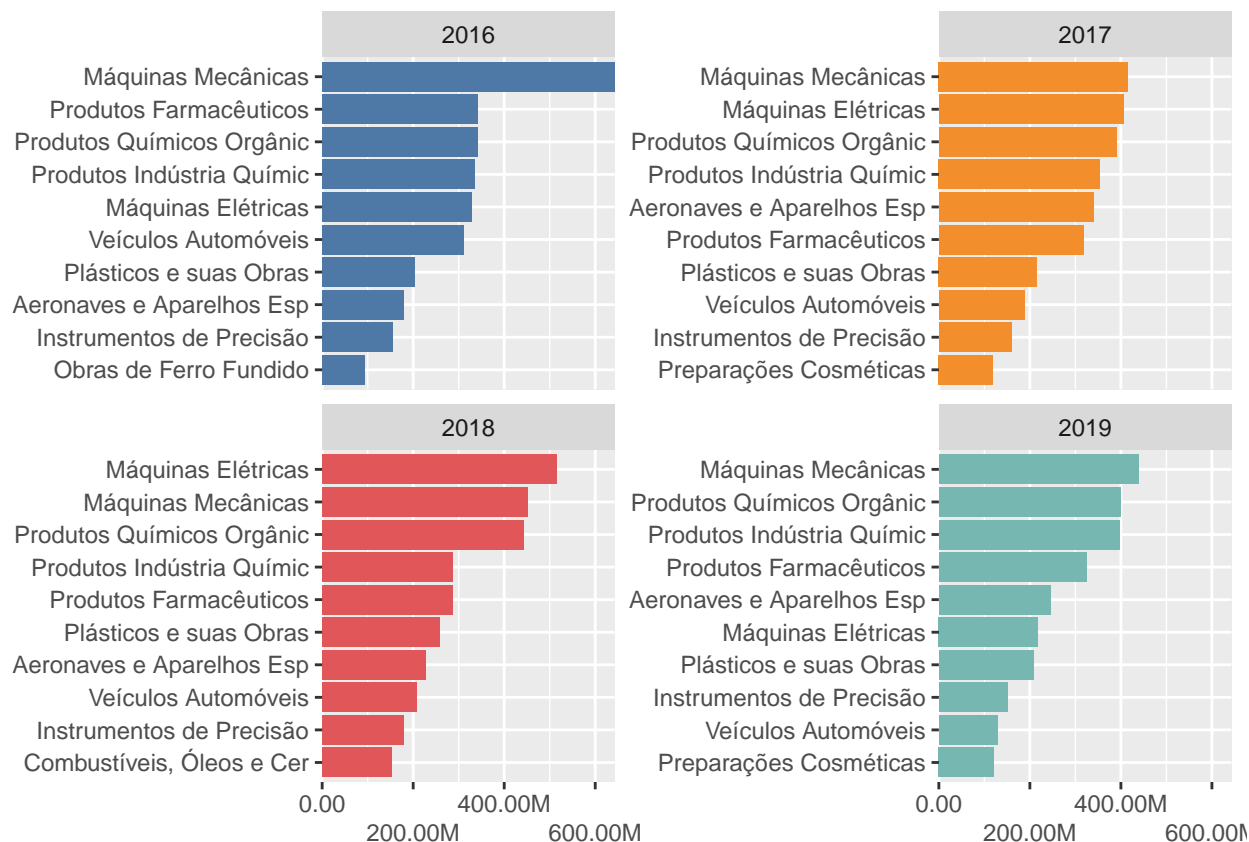 2016
Máquinas Mecânicas
Produtos Farmacêuticos
Produtos Químicos Orgânic
Produtos Indústria Químic
Máquinas Elétricas
Veículos Automóveis
Plásticos e suas Obras
Aeronaves e Aparelhos Esp
Instrumentos de Precisão
Obras de Ferro Fundido
2017
Máquinas Mecânicas
Máquinas Elétricas
Produtos Químicos Orgânic
Produtos Indústria Químic
Aeronaves e Aparelhos Esp
Produtos Farmacêuticos
Plásticos e suas Obras
Veículos Automóveis
Instrumentos de Precisão
Preparações Cosméticas
2018
Máquinas Elétricas
Máquinas Mecânicas
Produtos Químicos Orgânic
Produtos Indústria Químic
Produtos Farmacêuticos
Plásticos e suas Obras
Aeronaves e Aparelhos Esp
Veículos Automóveis
Instrumentos de Precisão
Combustíveis, Óleos e Cer
0.00 400.00M
200.00M 600.00M
2019
Máquinas Mecânicas
Produtos Químicos Orgânic
Produtos Indústria Químic
Produtos Farmacêuticos
Aeronaves e Aparelhos Esp
Máquinas Elétricas
Plásticos e suas Obras
Instrumentos de Precisão
Veículos Automóveis
Preparações Cosméticas
0.00 400.00M
200.00M 600.00M